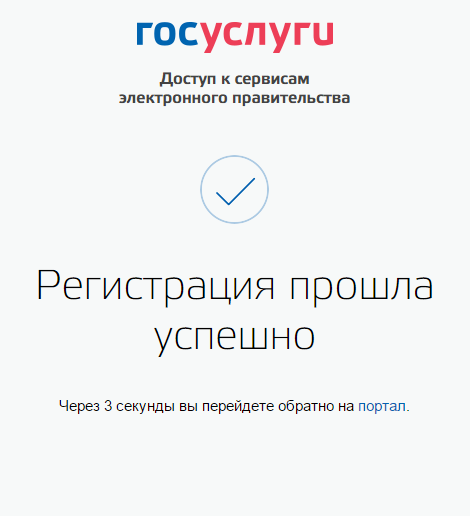 госуслуги
Доступ к сервисам
электронного правительства
Регистрация прошла
успешно
Через 3 секунды вы перейдете обратно на портал.